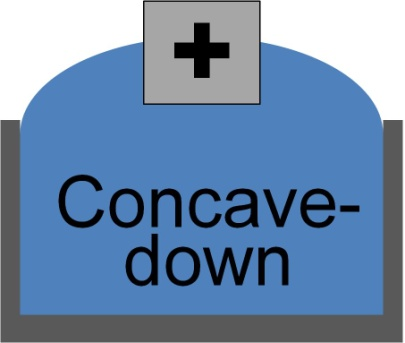 +
Concave-
down